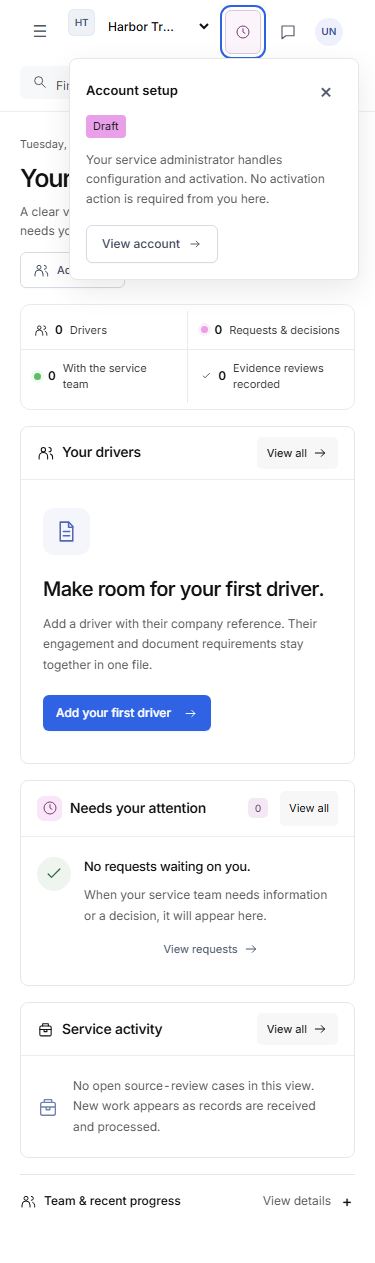 HT
Harbor Tr...
UN
Account setup
Draft
Your service administrator handles
configuration and activation. No activation
action is required from you here.
View account
Tuesday,
0 Drivers
0 Requests & decisions
0 With the service
team
0 Evidence reviews
recorded
Your drivers
View all
Make room for your first driver.
Add a driver with their company reference. Their
engagement and document requirements stay
together in one file.
Add your first driver
Needs your attention
0
View all
No requests waiting on you.
When your service team needs information
or a decision, it will appear here.
View requests
Service activity
View all
No open source-review cases in this view.
New work appears as records are received
and processed.
Team & recent progress
View details +